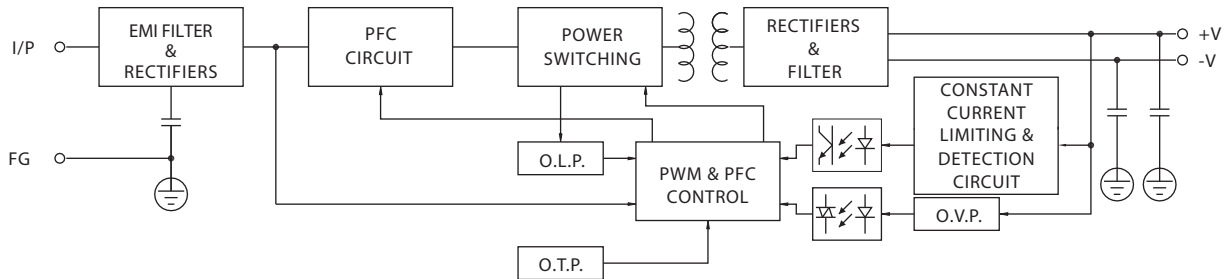 I/P
EMI FILTER
&
RECTIFIERS
PFC
CIRCUIT
POWER
SWITCHING
RECTIFIERS
&
FILTER
+V
-V
CONSTANT
CURRENT
LIMITING &
DETECTION
CIRCUIT
FG
O.L.P.
PWM & PFC
CONTROL
O.V.P.
O.T.P.